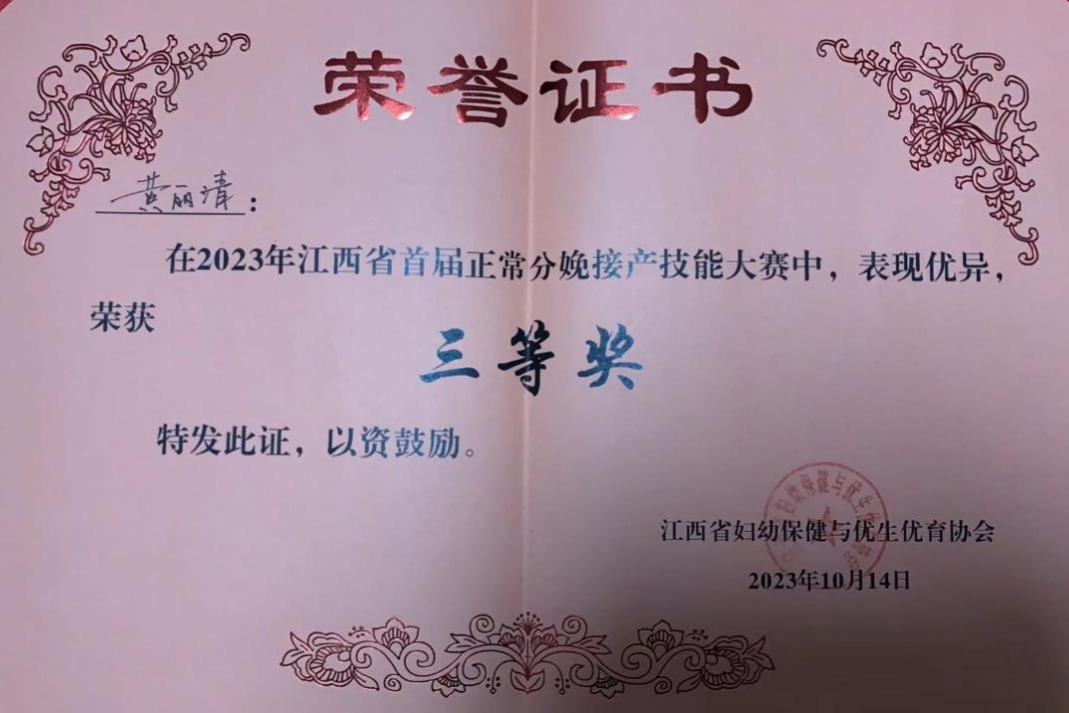 荣誉证书
黄丽清：
在2023年江西省首届正常分娩接产技能大赛中，表现优异，
荣获
三等奖
特发此证，以资鼓励。
江西省妇幼保健与优生优育协会
2023年10月14日